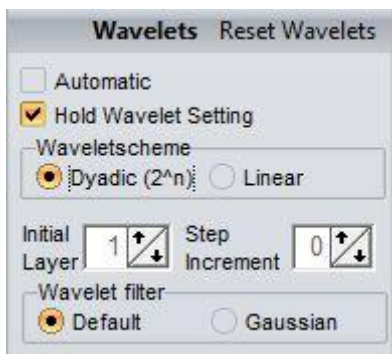 Wavelets Reset Wavelets
Automatic
Hold Wavelet Setting
Waveletscheme
Dyadic (2^n) Linear
Initial Layer 1 Step Increment 0
Wavelet filter
Default Gaussian